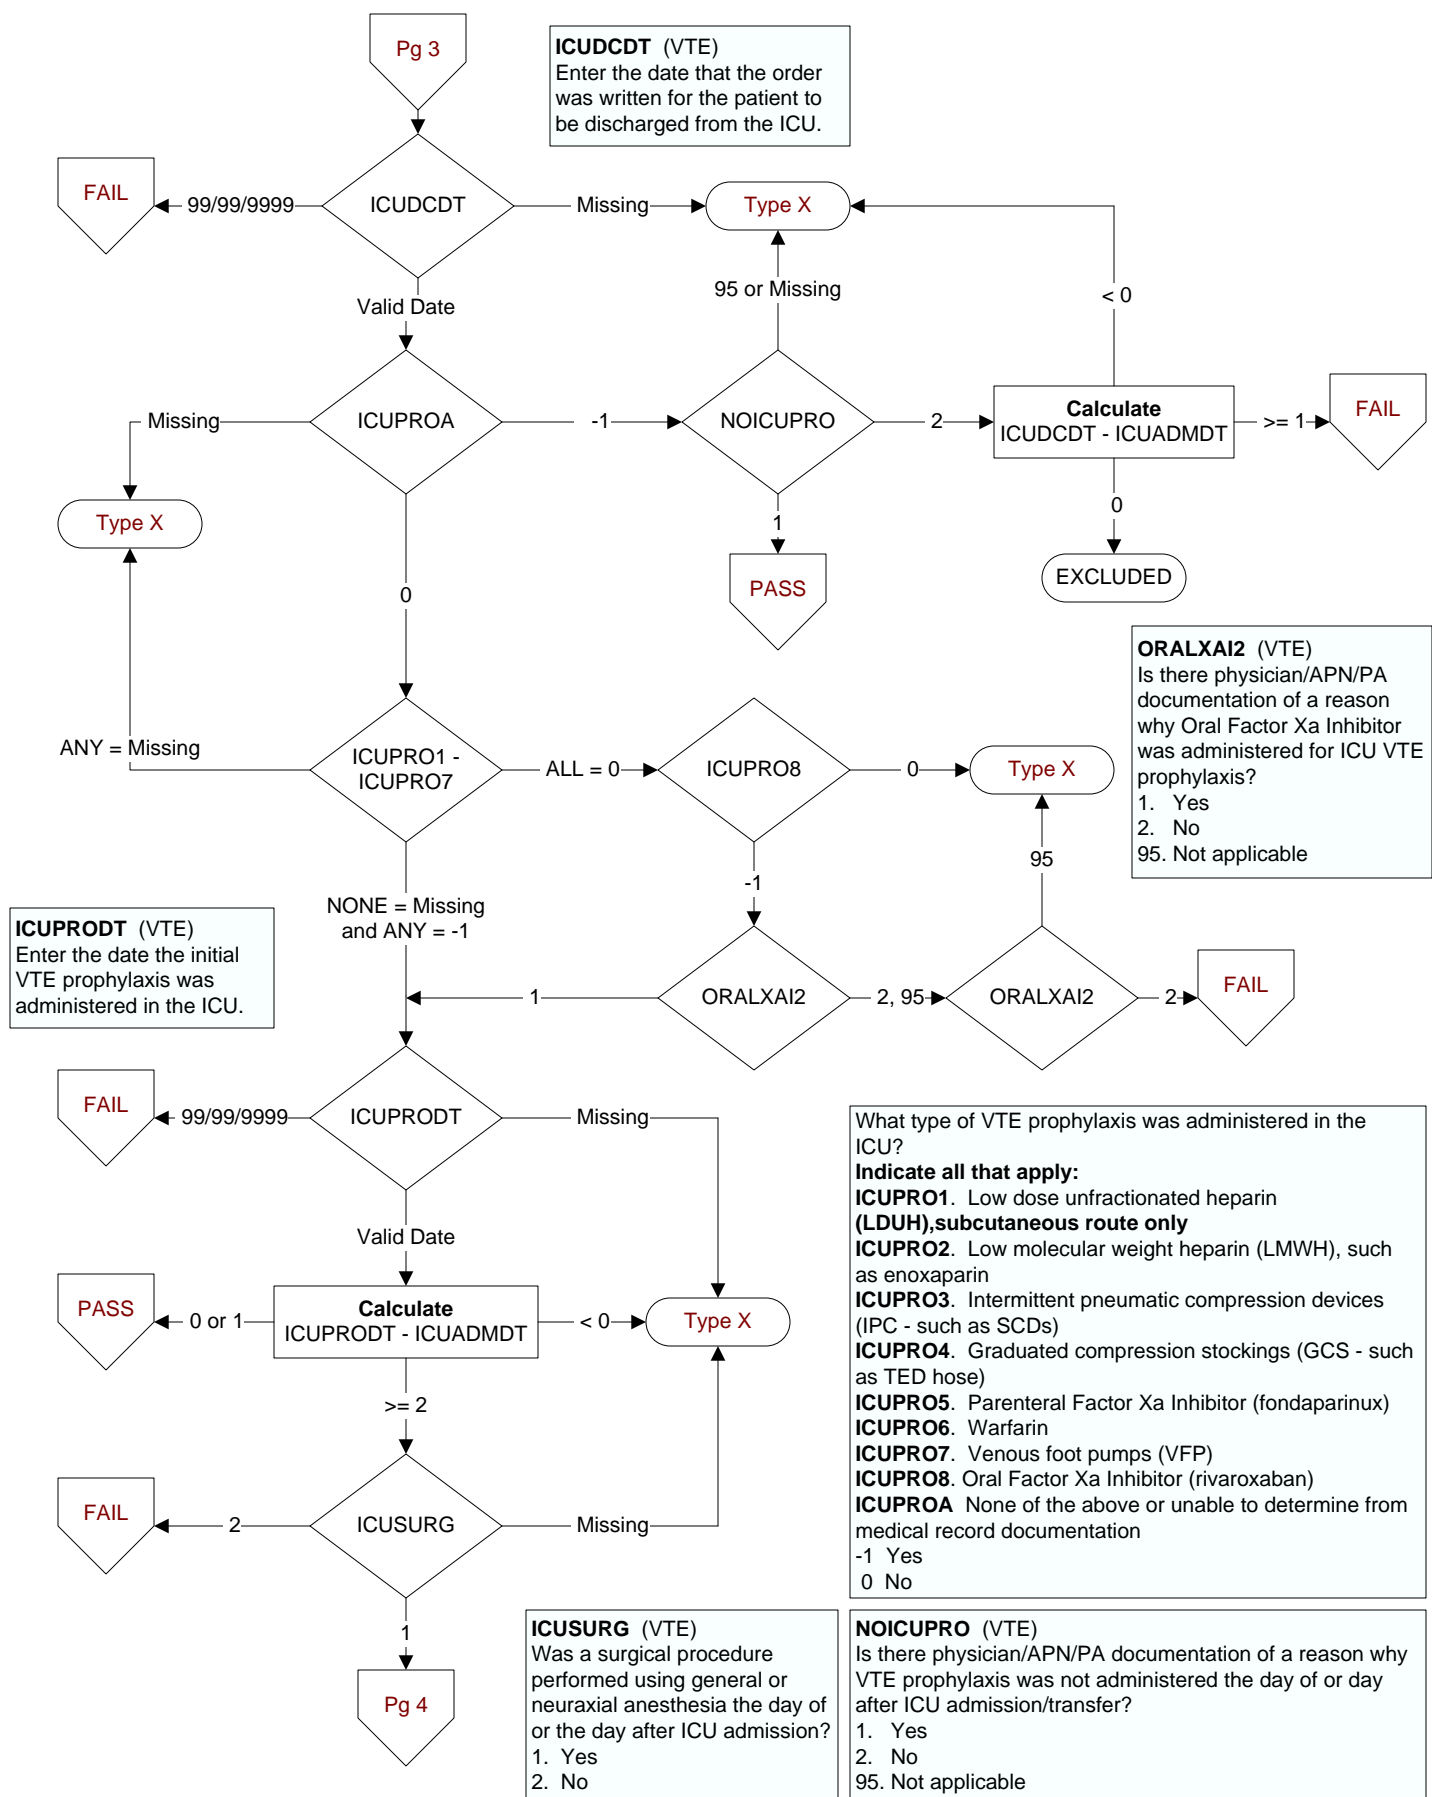 Pg 3
ICUDCDT (VTE)
Enter the date that the order
was written for the patient to
be discharged from the ICU.
FAIL
99/99/9999
ICUDCDT
Missing
Type X
Valid Date
95 or Missing
< 0
Missing
ICUPROA
-1
NOICUPRO
2
Calculate
ICUDCDT - ICUADMDT
>= 1
FAIL
Type X
0
1
PASS
0
EXCLUDED
ORALXAI2 (VTE)
Is there physician/APN/PA
documentation of a reason
why Oral Factor Xa Inhibitor
was administered for ICU VTE
prophylaxis?
1. Yes
2. No
95. Not applicable
ANY = Missing
ICUPRO1 -
ICUPRO7
ALL = 0
ICUPRO8
0
Type X
NONE = Missing
and ANY = -1
-1
95
ICUPRODT (VTE)
Enter the date the initial
VTE prophylaxis was
administered in the ICU.
1
ORALXAI2
2, 95
ORALXAI2
2
FAIL
FAIL
99/99/9999
ICUPRODT
Missing
Valid Date
PASS
0 or 1
Calculate
ICUPRODT - ICUADMDT
< 0
Type X
>= 2
FAIL
2
ICUSURG
Missing
1
Pg 4
What type of VTE prophylaxis was administered in the
ICU?
Indicate all that apply:
ICUPRO1. Low dose unfractionated heparin
(LDUH),subcutaneous route only
ICUPRO2. Low molecular weight heparin (LMWH), such
as enoxaparin
ICUPRO3. Intermittent pneumatic compression devices
(IPC - such as SCDs)
ICUPRO4. Graduated compression stockings (GCS - such
as TED hose)
ICUPRO5. Parenteral Factor Xa Inhibitor (fondaparinux)
ICUPRO6. Warfarin
ICUPRO7. Venous foot pumps (VFP)
ICUPRO8. Oral Factor Xa Inhibitor (rivaroxaban)
ICUPROA None of the above or unable to determine from
medical record documentation
-1 Yes
0 No
ICUSURG (VTE)
Was a surgical procedure
performed using general or
neuraxial anesthesia the day of
or the day after ICU admission?
1. Yes
2. No
NOICUPRO (VTE)
Is there physician/APN/PA documentation of a reason why
VTE prophylaxis was not administered the day of or day
after ICU admission/transfer?
1. Yes
2. No
95. Not applicable